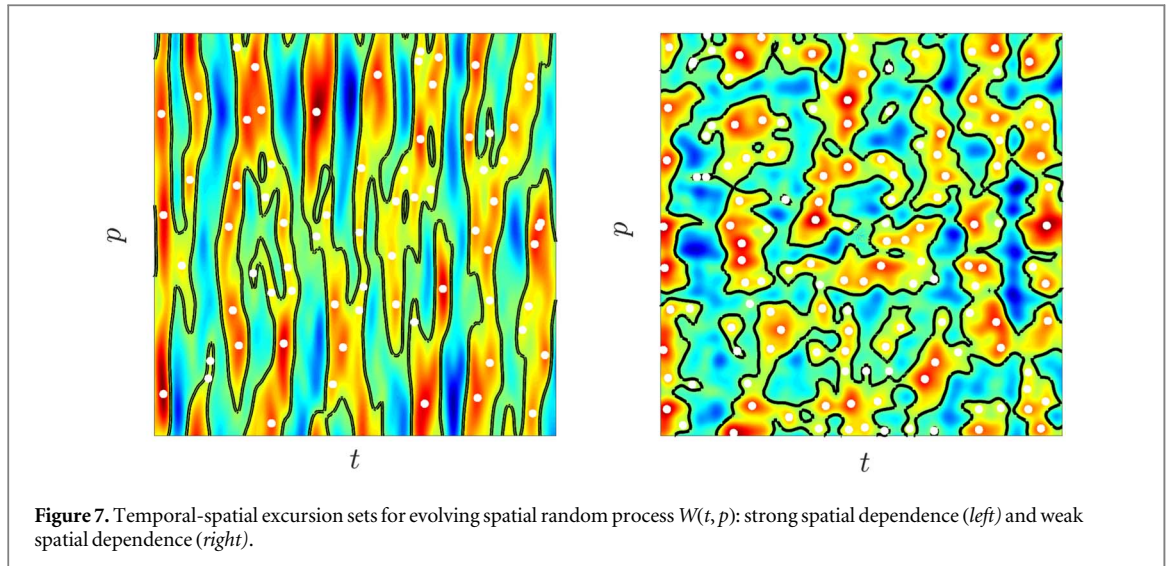 p
p
t
t
Figure 7. Temporal-spatial excursion sets for evolving spatial random process W(t, p): strong spatial dependence (left) and weak
spatial dependence (right).